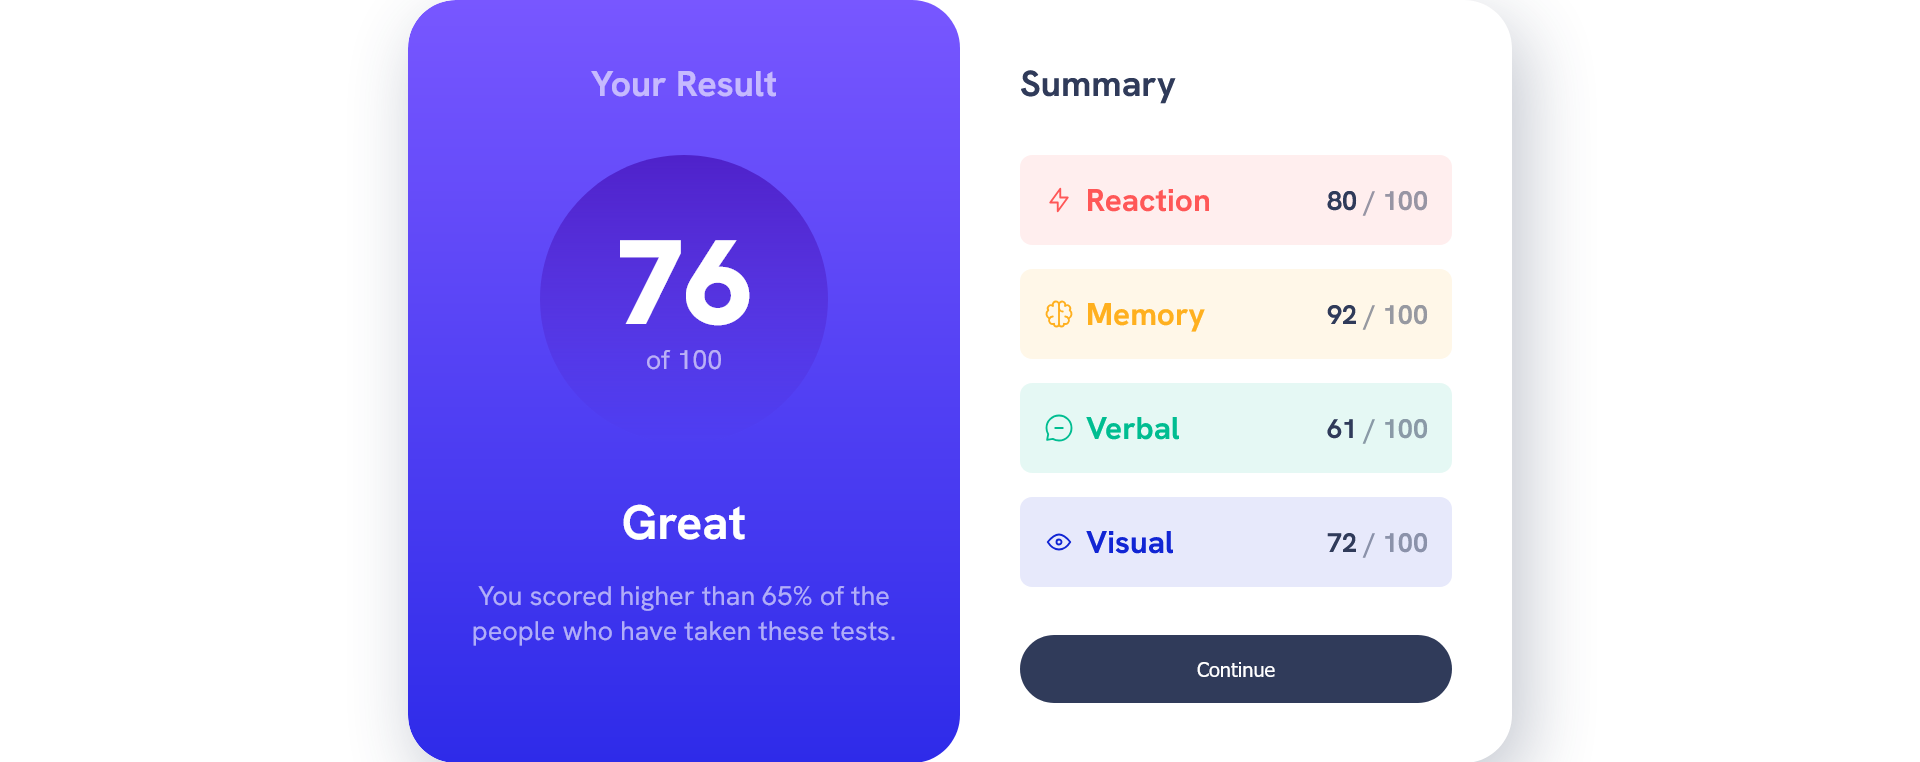 Your Result
76
of 100
Great
You scored higher than 65% of the
people who have taken these tests.
Summary
Reaction 80 / 100
Memory 92 / 100
Verbal 61 / 100
Visual 72 / 100
Continue